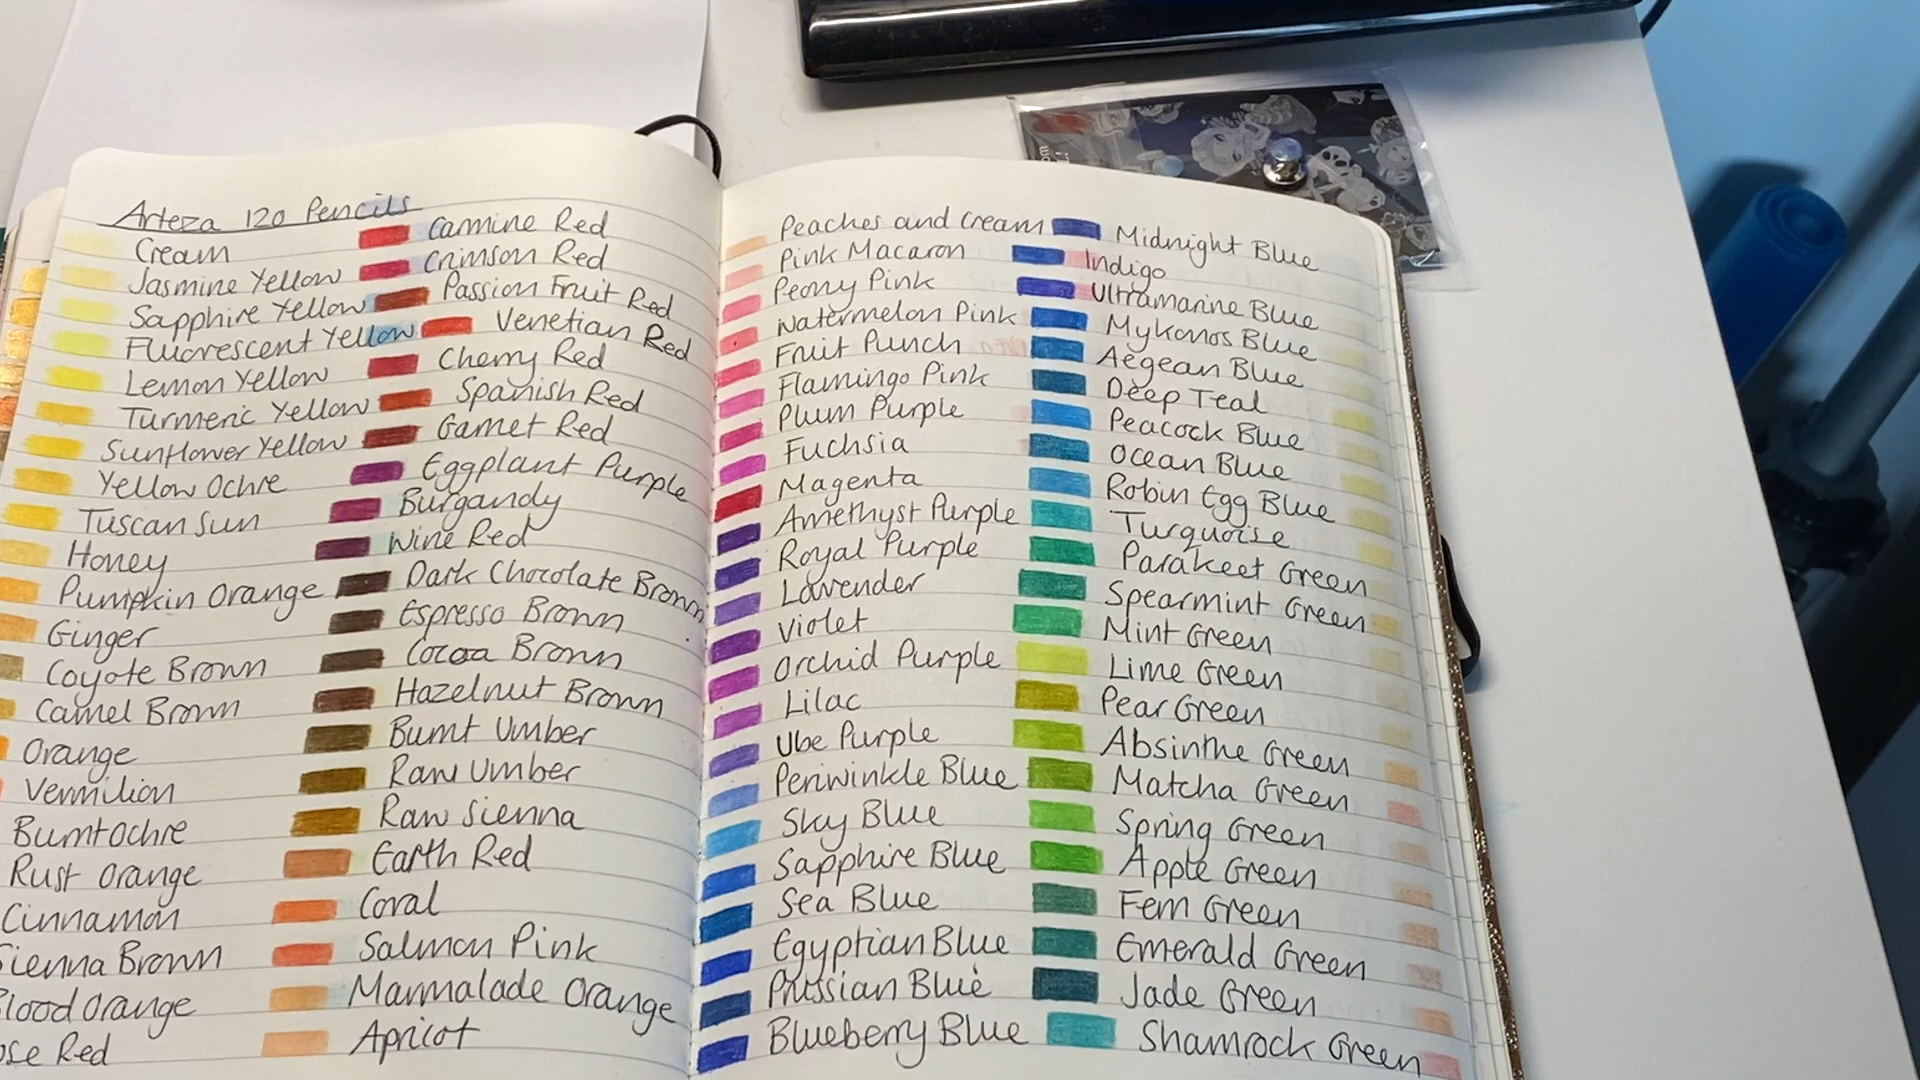 Arteza 120 Pencils
Cream
Jasmine Yellow
Sapphire Yellow
Fluorescent Yellow
Lemon Yellow
Turmeric Yellow
Sunflower Yellow
Yellow Ochre
Tuscan Sun
Honey
Pumpkin Orange
Ginger
Coyote Brown
Camel Brown
Orange
Vermilion
Burnt Ochre
Rust Orange
Cinnamon
Sienna Brown
Blood Orange
Red
Carmine Red
Crimson Red
Passion Fruit Red
Venetian Red
Cherry Red
Spanish Red
Garnet Red
Eggplant Purple
Burgandy
Wine Red
Dark Chocolate Brown
Espresso Brown
Cocoa Brown
Hazelnut Brown
Burnt Umber
Raw Umber
Raw Sienna
Earth Red
Coral
Salmon Pink
Marmalade Orange
Apricot
Peaches and Cream
Pink Macaron
Peony Pink
Watermelon Pink
Fruit Punch
Flamingo Pink
Plum Purple
Fuchsia
Magenta
Amethyst Purple
Royal Purple
Lavender
Violet
Orchid Purple
Lilac
Ube Purple
Periwinkle Blue
Sky Blue
Sapphire Blue
Sea Blue
Egyptian Blue
Prussian Blue
Blueberry Blue
Midnight Blue
Indigo
Ultramarine Blue
Mykonos Blue
Aegean Blue
Deep Teal
Peacock Blue
Ocean Blue
Robin Egg Blue
Turquoise
Parakeet Green
Spearmint Green
Mint Green
Lime Green
Pear Green
Absinthe Green
Matcha Green
Spring Green
Apple Green
Fern Green
Emerald Green
Jade Green
Shamrock Green